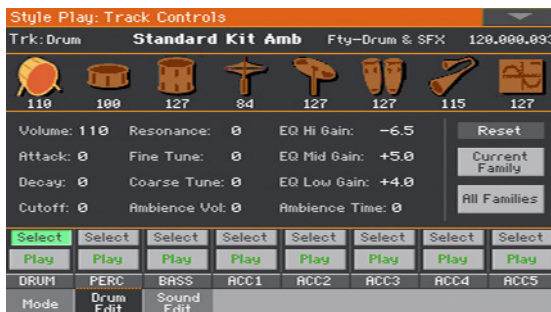 Style Play: Track Controls
Trk: Drum Standard Kit Amb Fty-Drum & SFX 120.000.093
110 100 127 84 127 127 115 127
Volume: 110 Resonance: 0 EQ Hi Gain: -6.5 Reset
Attack: 0 Fine Tune: 0 EQ Mid Gain: +5.0 Current Family
Decay: 0 Coarse Tune: 0 EQ Low Gain: +4.0
Cutoff: 0 Ambience Vol: 0 Ambience Time: 0 All Families
Select Select Select Select Select Select Select Select
Play Play Play Play Play Play Play Play
DRUM PERC BASS ACC1 ACC2 ACC3 ACC4 ACC5
Mode Drum Edit Sound Edit